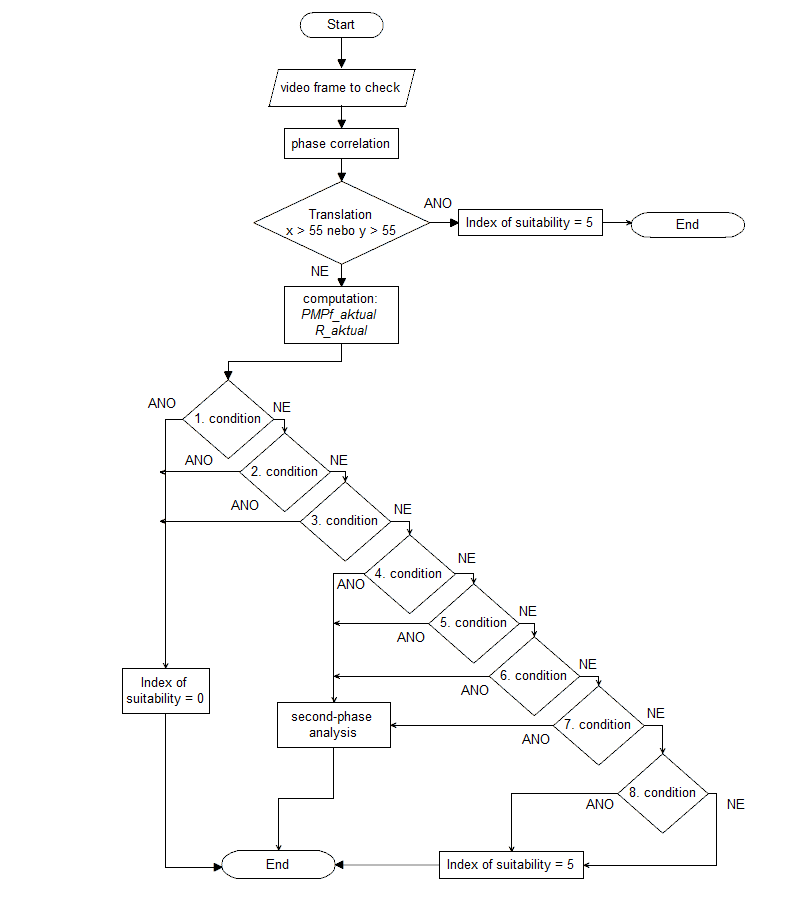 Start
video frame to check
phase correlation
Translation
x > 55 nebo y > 55
ANO
Index of suitability = 5
End
NE
computation:
PMPf_aktual
R_aktual
ANO
1. condition
NE
ANO
2. condition
NE
ANO
3. condition
NE
ANO
4. condition
NE
ANO
5. condition
NE
ANO
6. condition
NE
ANO
7. condition
NE
ANO
8. condition
NE
Index of
suitability = 0
second-phase
analysis
End
Index of suitability = 5